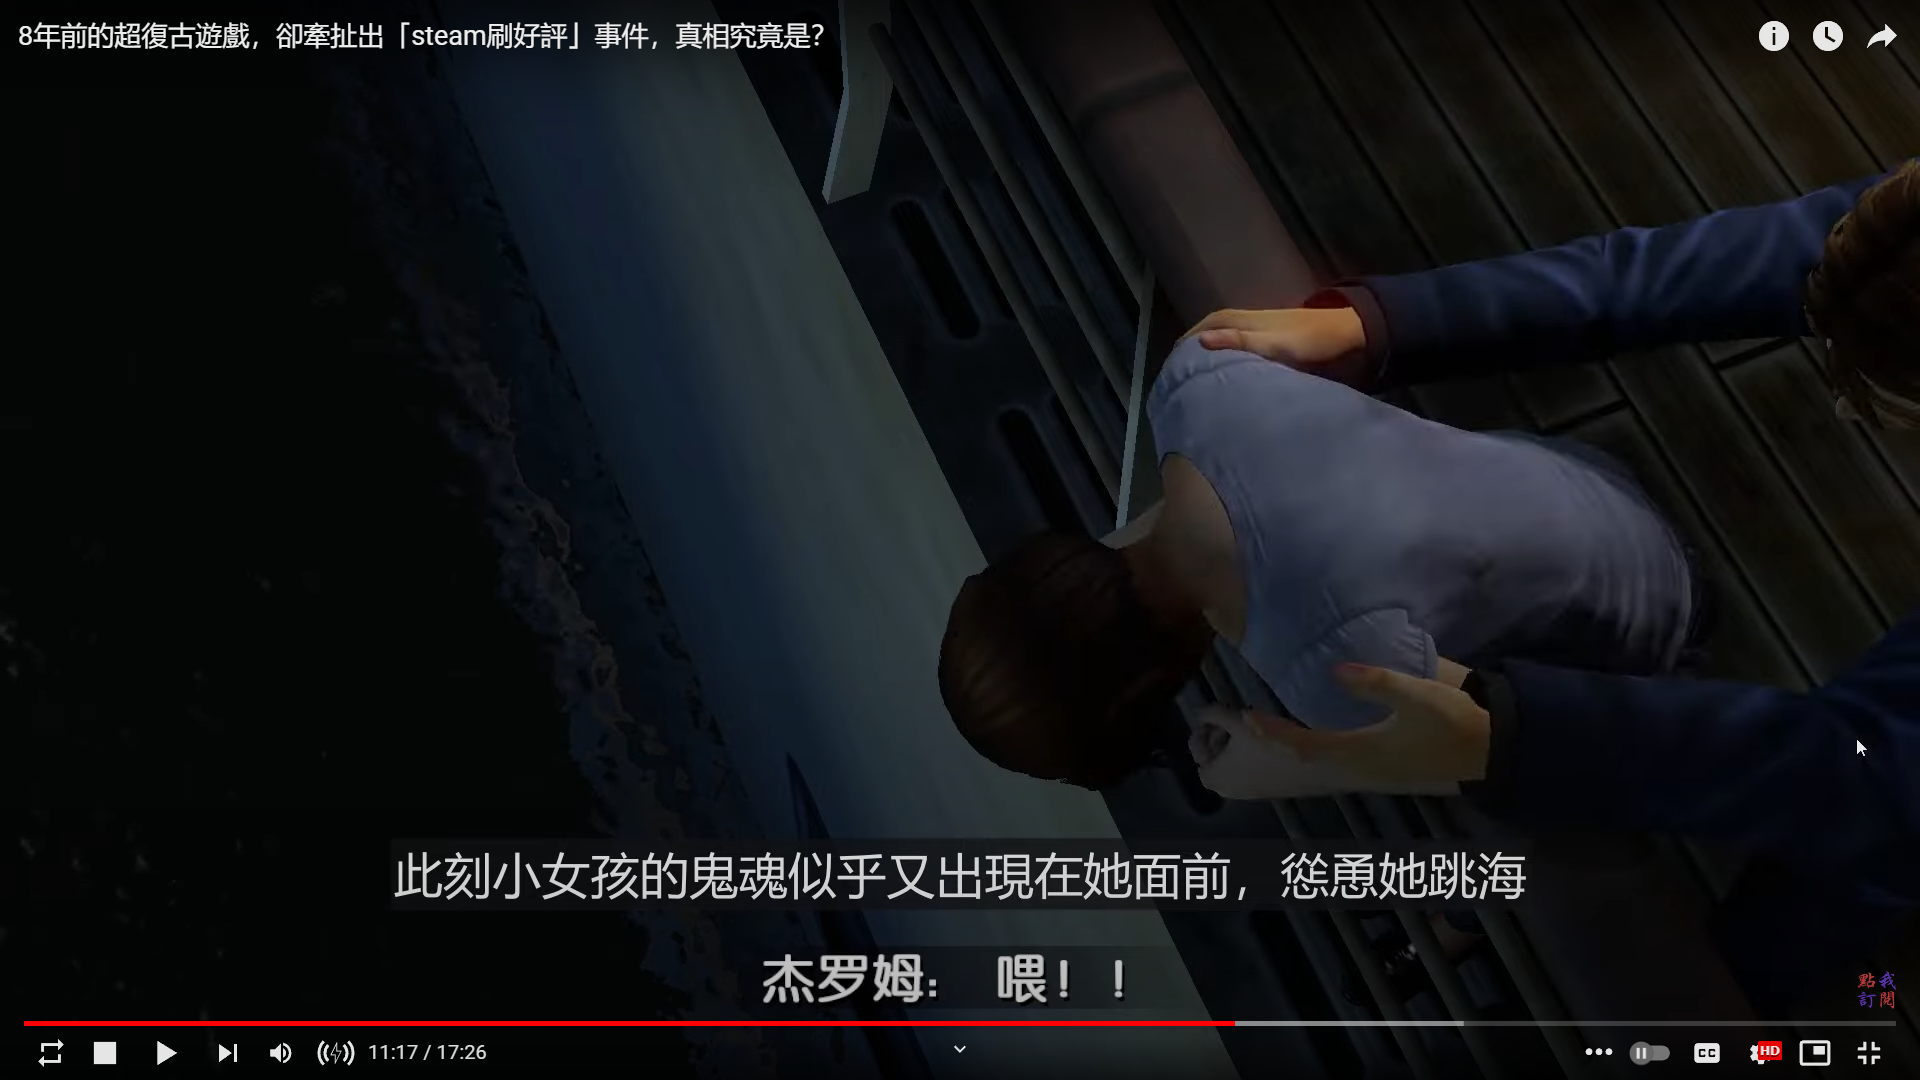 8年前的超復古遊戲，卻牽扯出「steam刷好評」事件，真相究竟是？
此刻小女孩的鬼魂似乎又出現在她面前，慫恿她跳海
杰罗姆： 喂！！
點我
訂閱
11:17 / 17:26
CC
HD